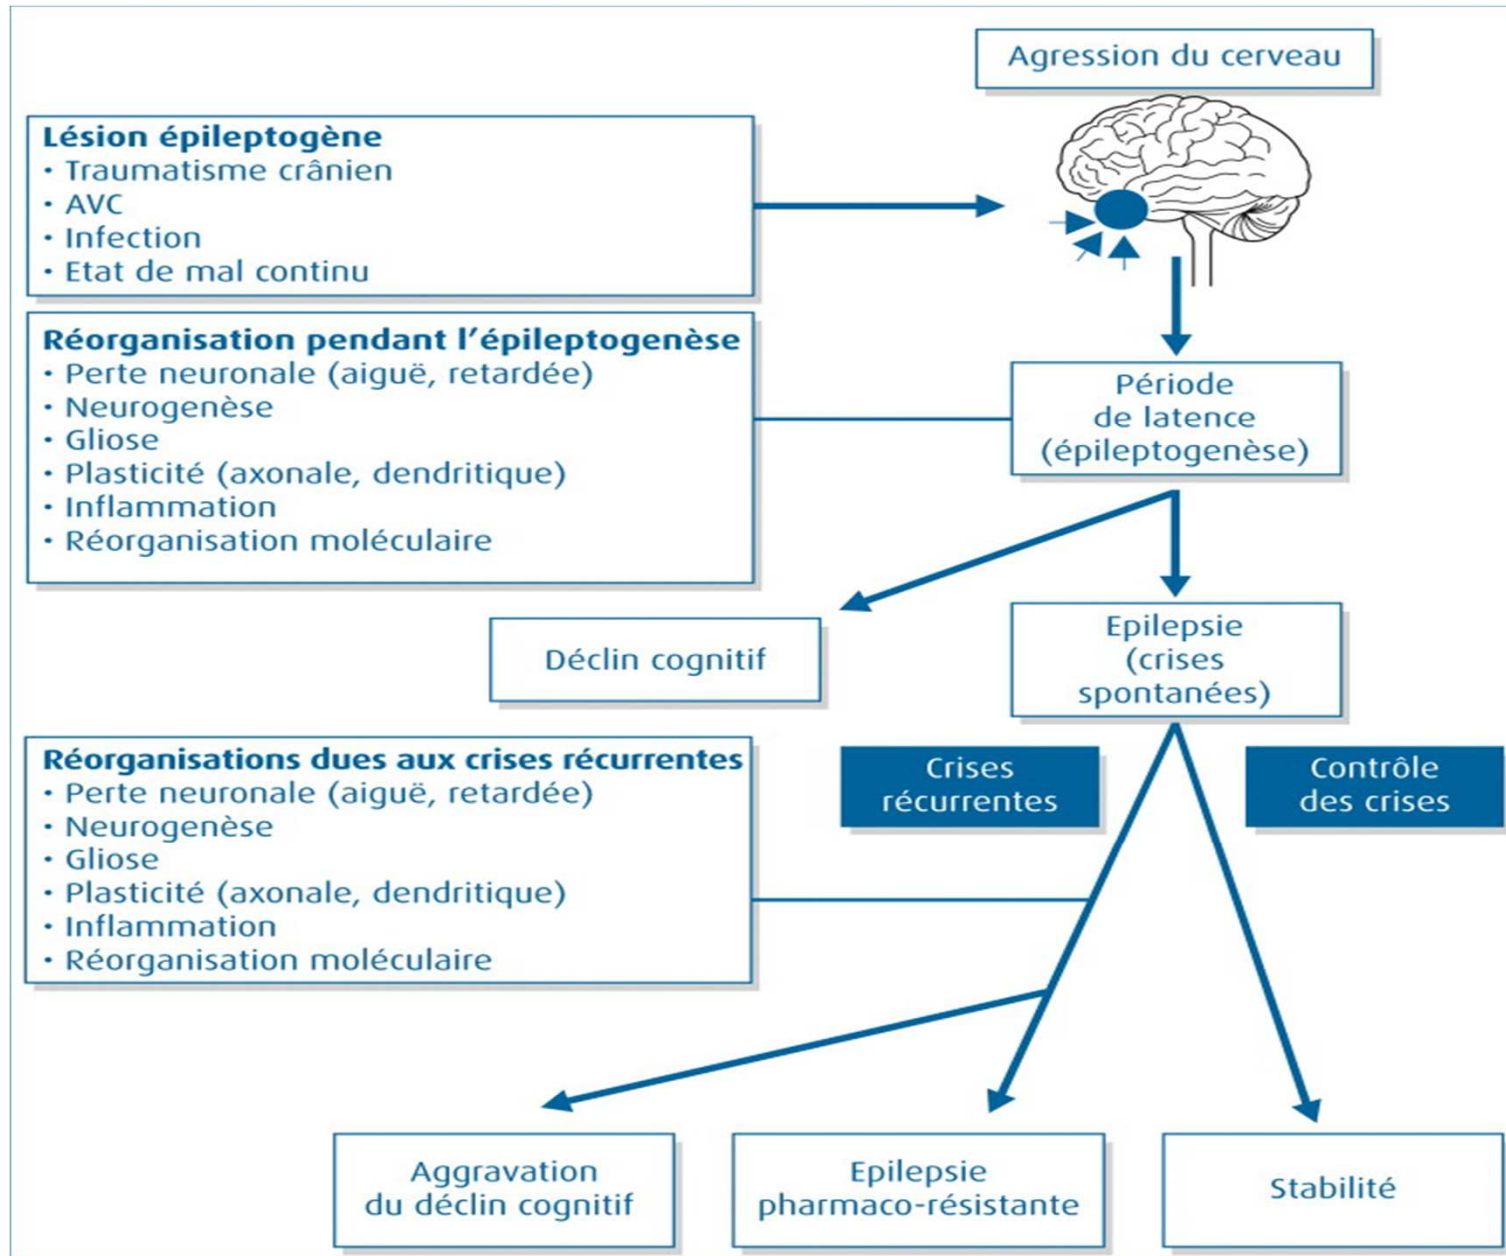 Agression du cerveau
Lésion épileptogène
• Traumatisme crânien
• AVC
• Infection
• Etat de mal continu
Réorganisation pendant l'épileptogenèse
• Perte neuronale (aiguë, retardée)
• Neurogenèse
• Gliose
• Plasticité (axonale, dendritique)
• Inflammation
• Réorganisation moléculaire
Période
de latence
(épileptogenèse)
Déclin cognitif
Epilepsie
(crises
spontanées)
Réorganisations dues aux crises récurrentes
• Perte neuronale (aiguë, retardée)
• Neurogenèse
• Gliose
• Plasticité (axonale, dendritique)
• Inflammation
• Réorganisation moléculaire
Crises
récurrentes
Contrôle
des crises
Aggravation
du déclin cognitif
Epilepsie
pharmaco-résistante
Stabilité